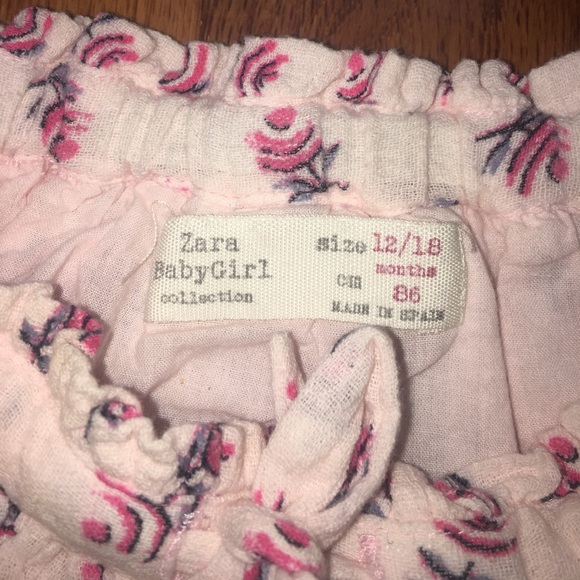 Zara
BabyGirl
collection
size 12/18
months
cm 86
MADE IN SPAIN